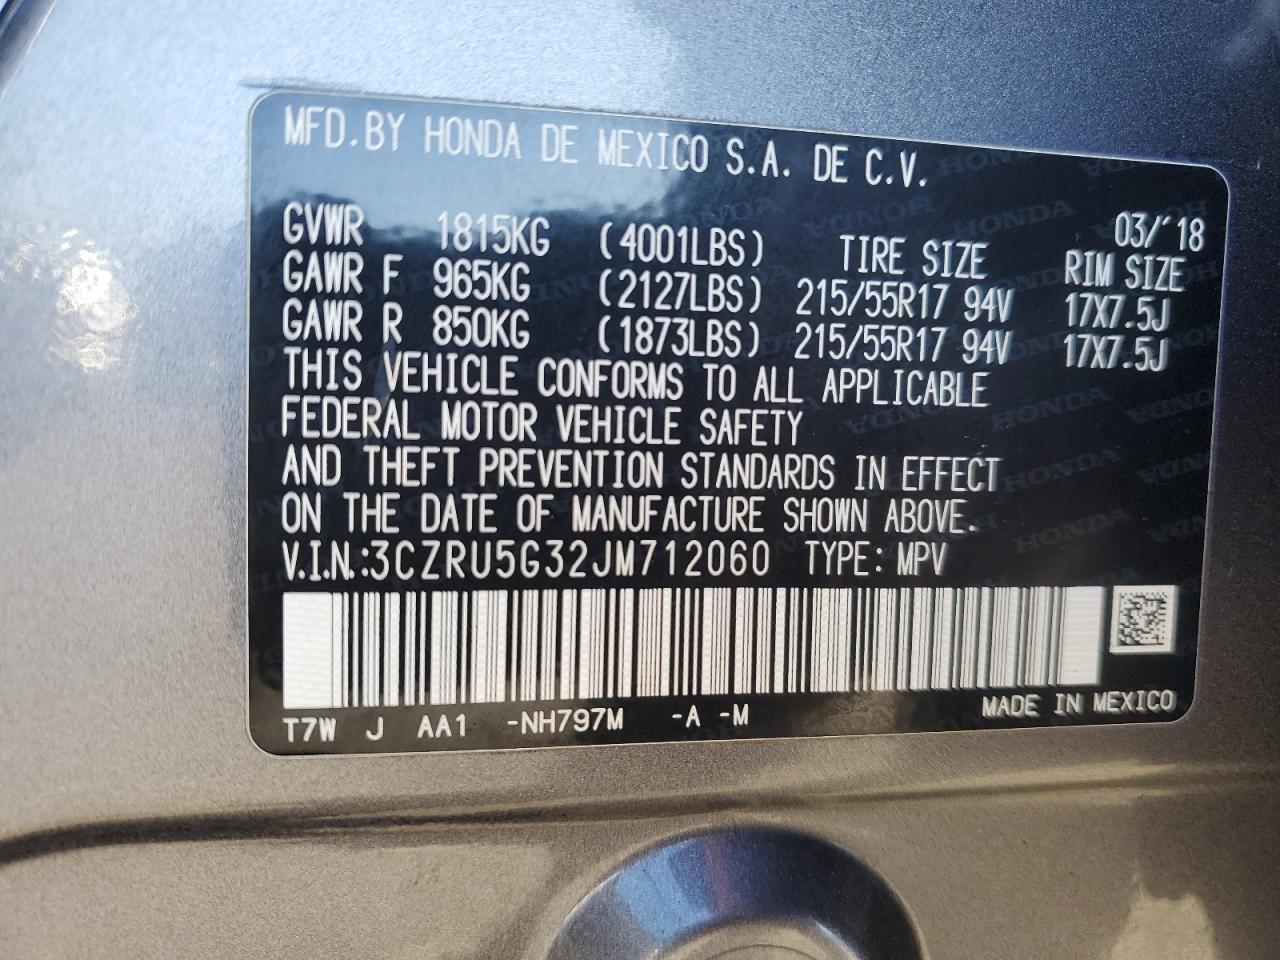 MFD.BY HONDA DE MEXICO S.A. DE C.V.
03/'18
GVWR 1815KG (4001LBS) TIRE SIZE RIM SIZE
GAWR F 965KG (2127LBS) 215/55R17 94V 17X7.5J
GAWR R 850KG (1873LBS) 215/55R17 94V 17X7.5J
THIS VEHICLE CONFORMS TO ALL APPLICABLE
FEDERAL MOTOR VEHICLE SAFETY
AND THEFT PREVENTION STANDARDS IN EFFECT
ON THE DATE OF MANUFACTURE SHOWN ABOVE.
V.I.N.:3CZRU5G32JM712060 TYPE: MPV
T7W J AA1 -NH797M -A -M MADE IN MEXICO